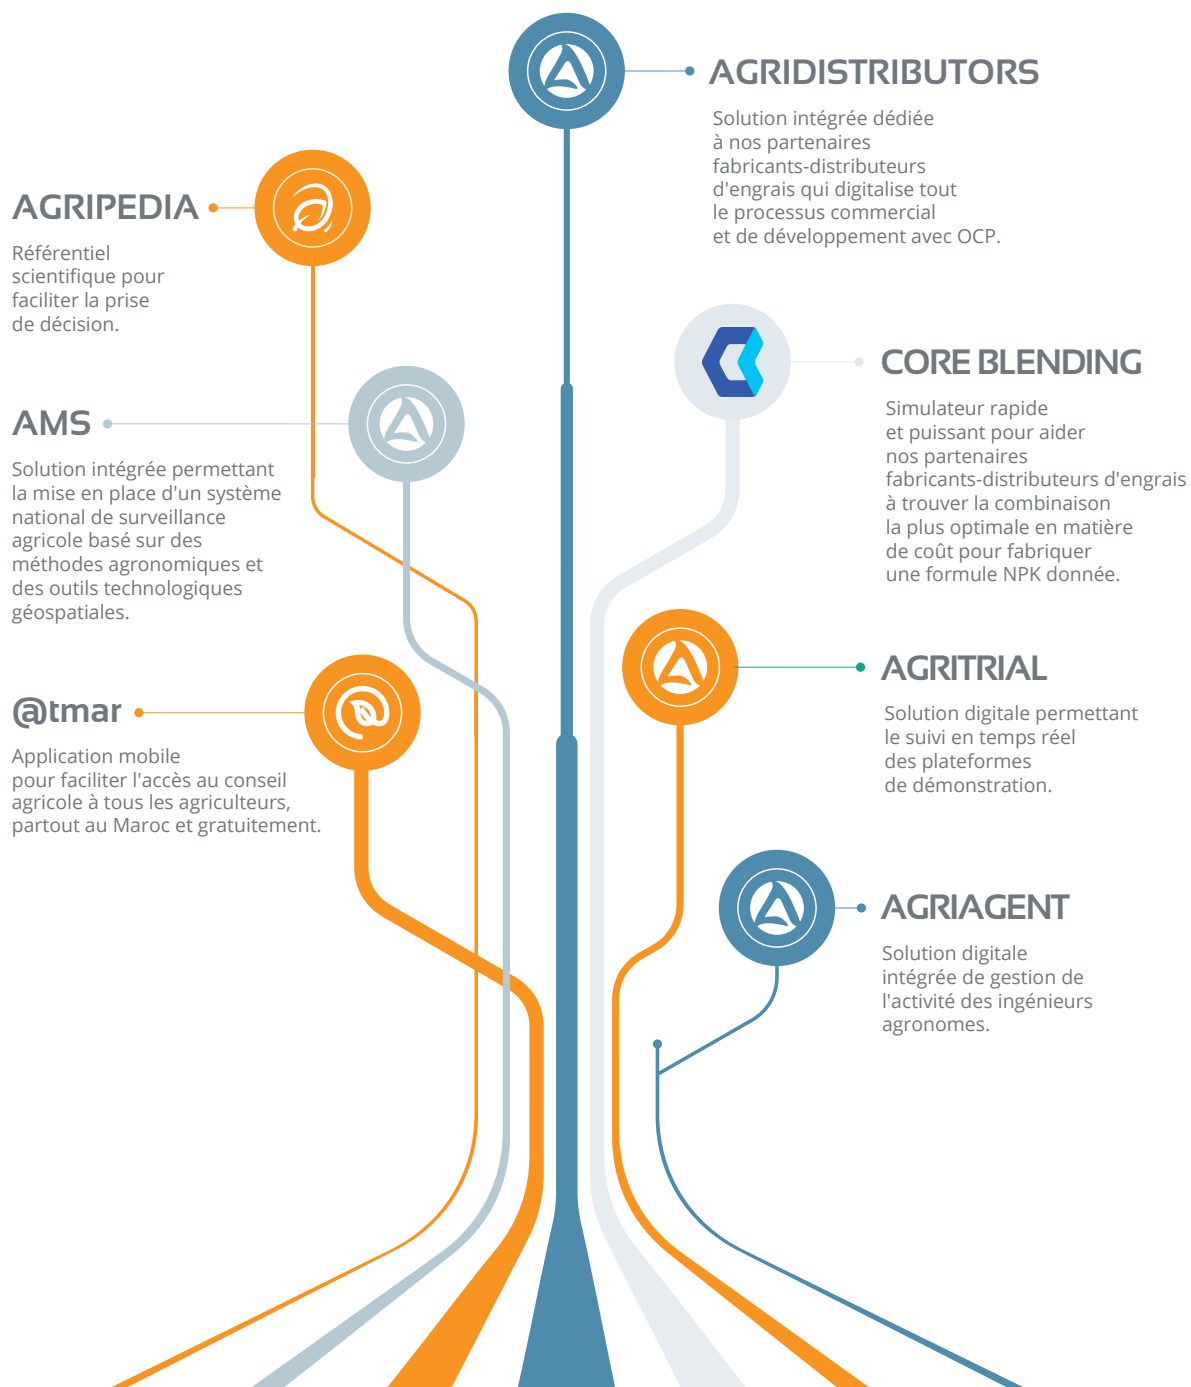 AGRIDISTRIBUTORS
Solution intégrée dédiée
à nos partenaires
fabricants-distributeurs
d'engrais qui digitalise tout
le processus commercial
et de développement avec OCP.
AGRIPEDIA
Référentiel
scientifique pour
faciliter la prise
de décision.
CORE BLENDING
Simulateur rapide
et puissant pour aider
nos partenaires
fabricants-distributeurs d'engrais
à trouver la combinaison
la plus optimale en matière
de coût pour fabriquer
une formule NPK donnée.
AMS
Solution intégrée permettant
la mise en place d'un système
national de surveillance
agricole basé sur des
méthodes agronomiques et
des outils technologiques
géospatiales.
AGRITRIAL
Solution digitale permettant
le suivi en temps réel
des plateformes
de démonstration.
@tmar
Application mobile
pour faciliter l'accès au conseil
agricole à tous les agriculteurs,
partout au Maroc et gratuitement.
AGRIAGENT
Solution digitale
intégrée de gestion de
l'activité des ingénieurs
agronomes.